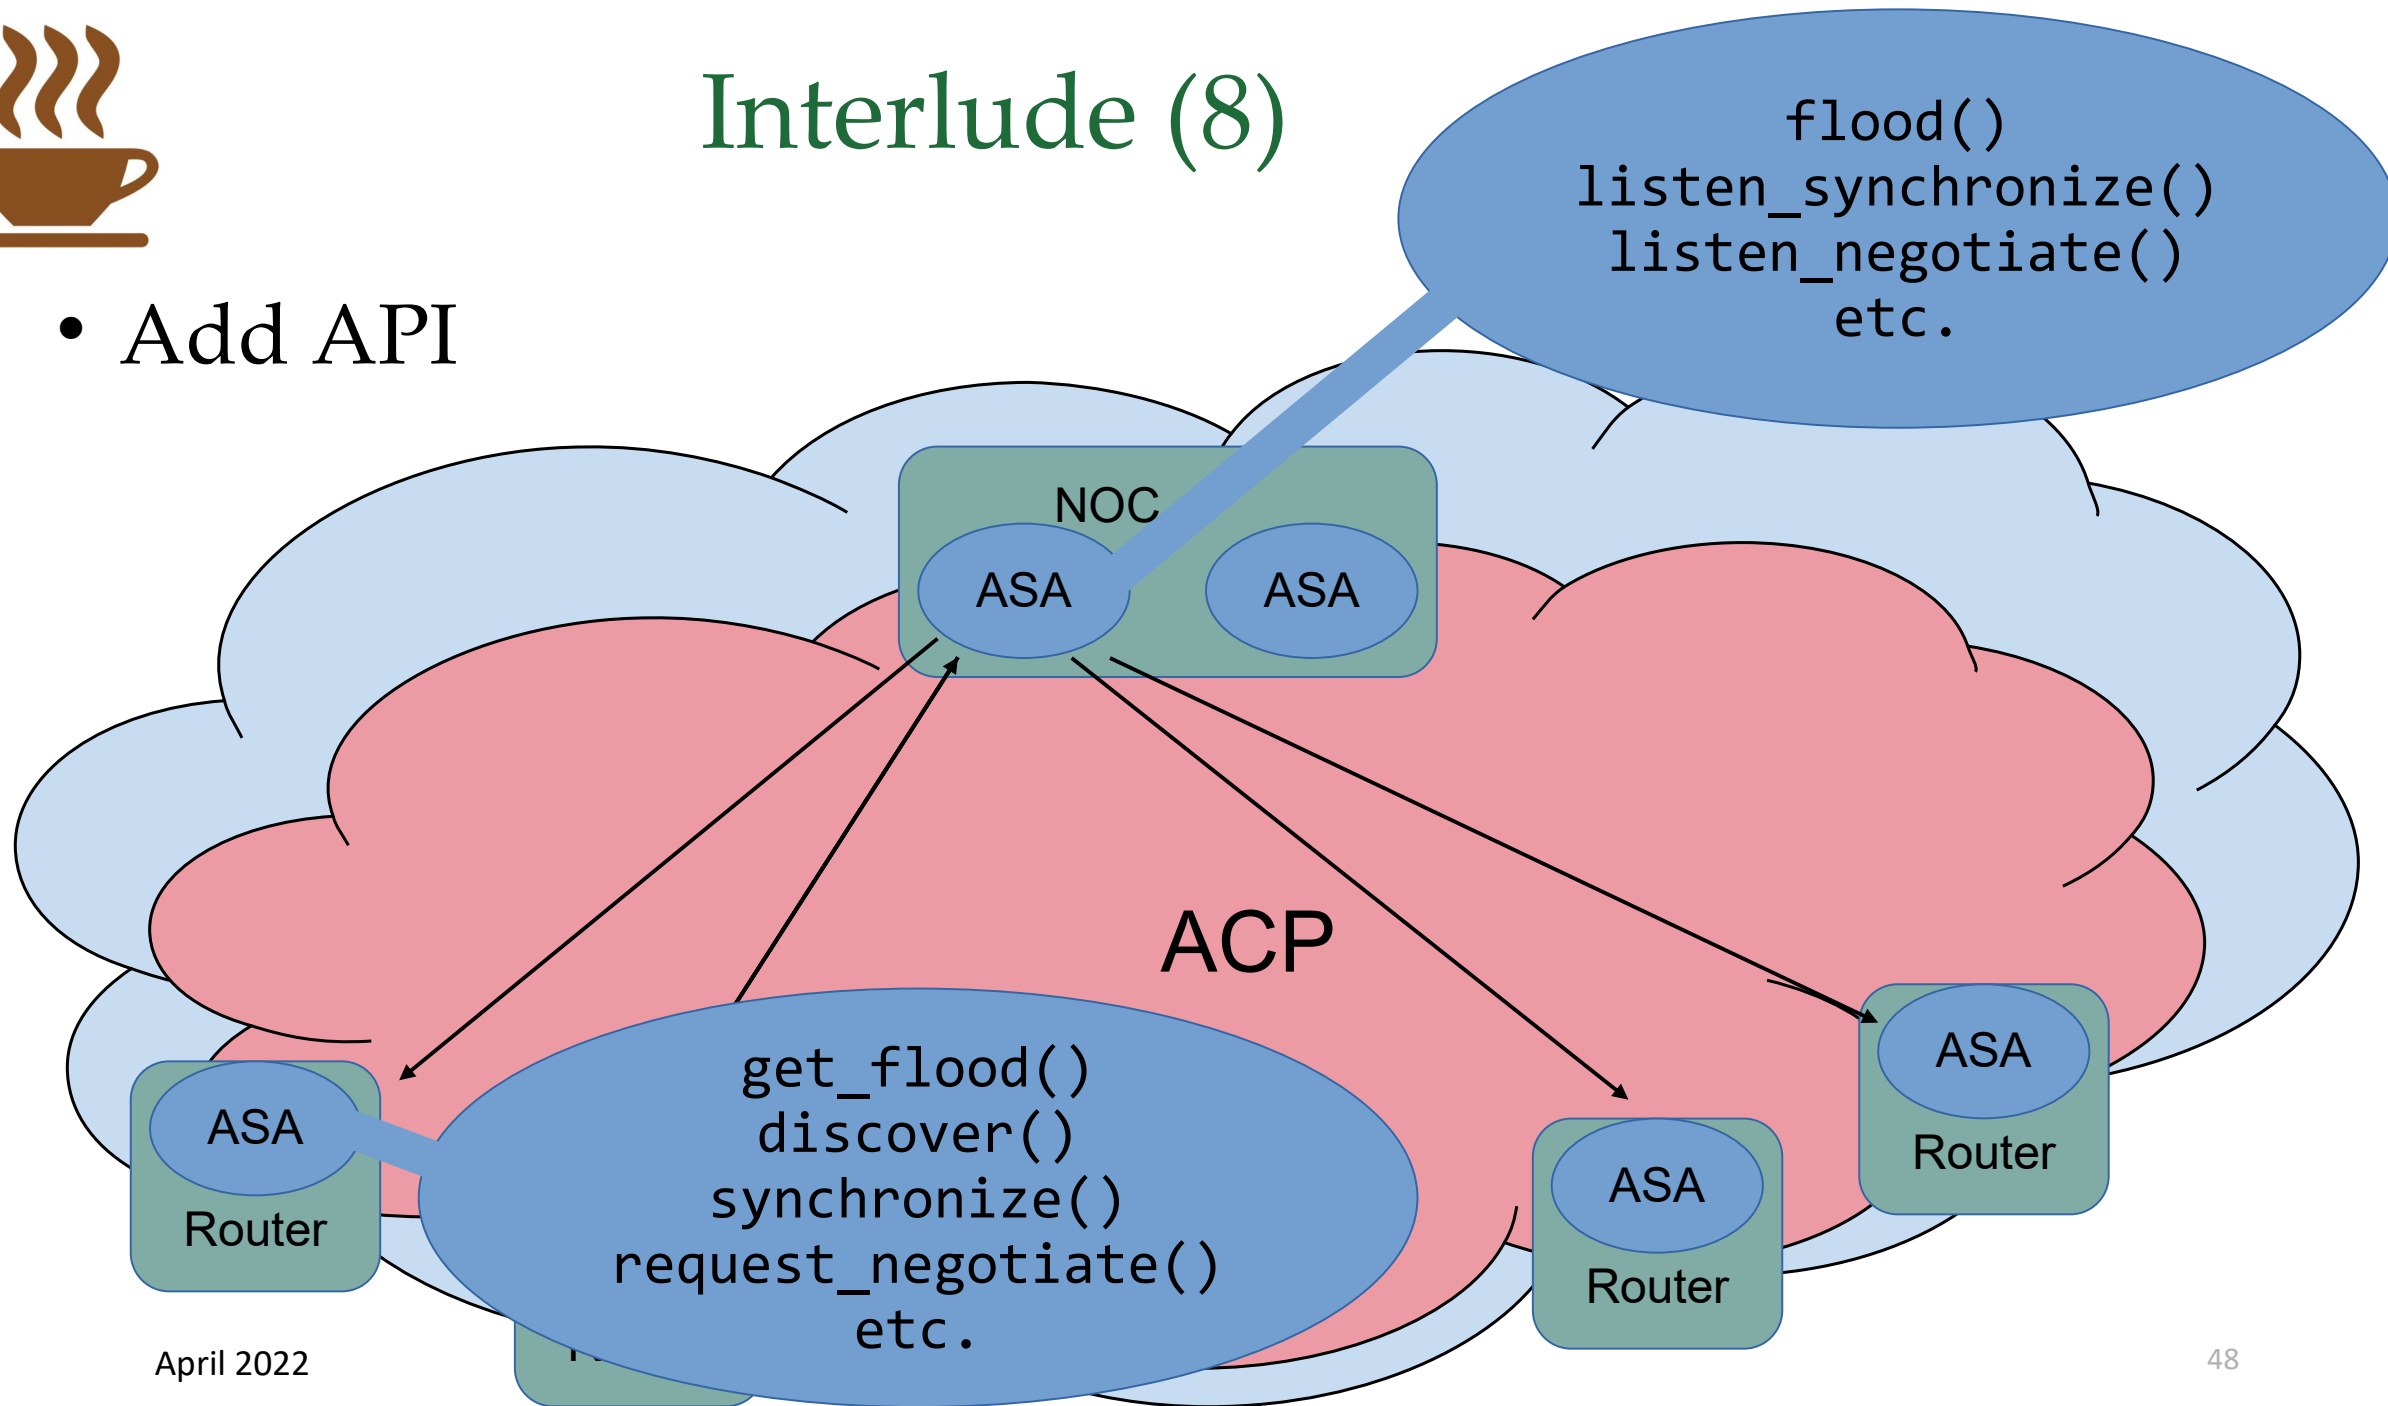 Interlude (8)
flood()
listen_synchronize()
listen_negotiate()
etc.
• Add API
NOC
ASA
ASA
ACP
ASA
Router
get_flood()
discover()
synchronize()
request_negotiate()
etc.
ASA
Router
ASA
Router
April 2022
48